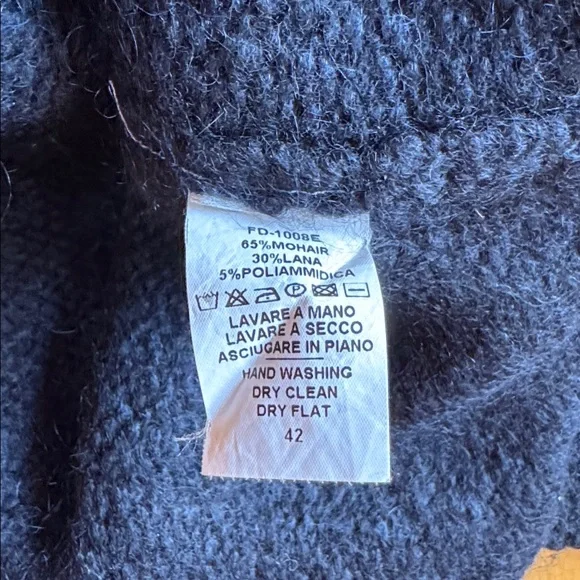 FD-1008E
65%MOHAIR
30%LANA
5%POLIAMMIDICA
P
LAVARE A MANO
LAVARE A SECCO
ASCIUGARE IN PIANO
HAND WASHING
DRY CLEAN
DRY FLAT
42